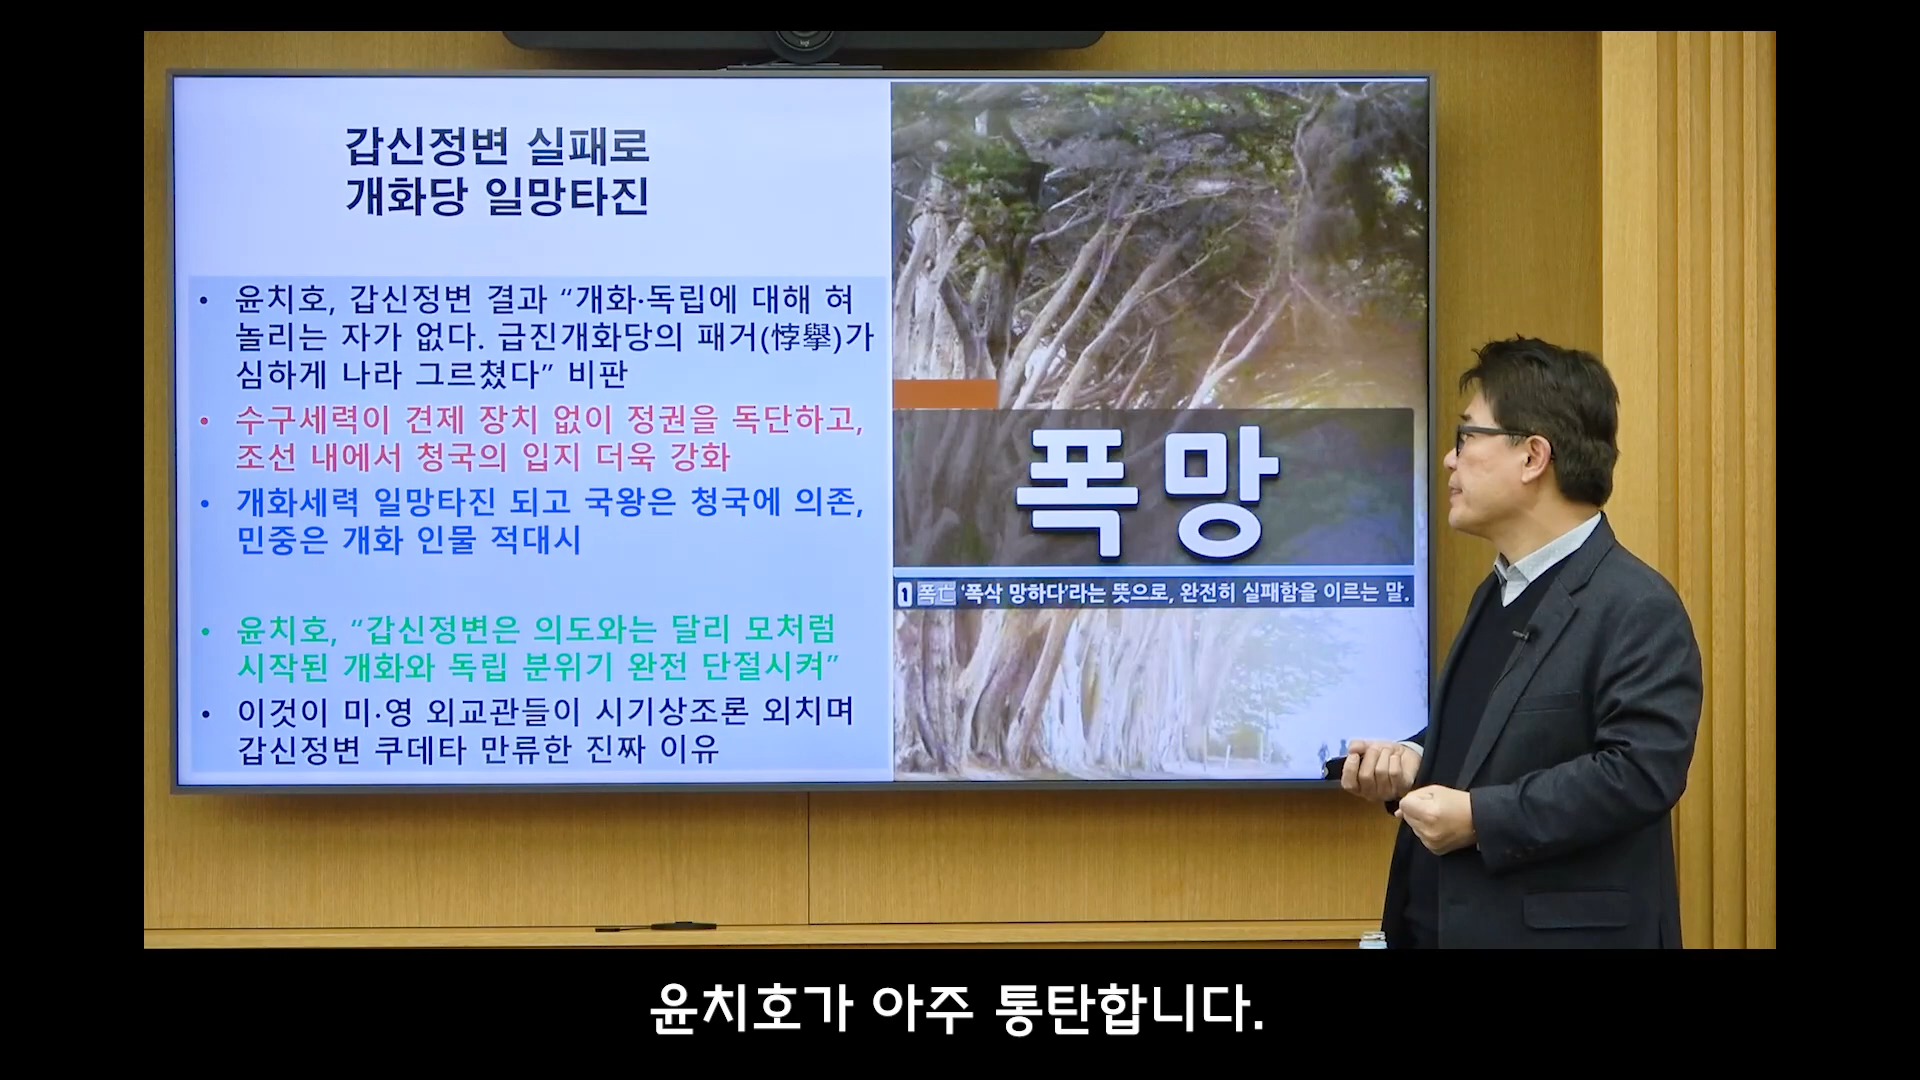 갑신정변 실패로
개화당 일망타진
• 윤치호, 갑신정변 결과 “개화·독립에 대해 혀
놀리는 자가 없다. 급진개화당의 패거(悖擧)가
심하게 나라 그르쳤다” 비판
• 수구세력이 견제 장치 없이 정권을 독단하고,
조선 내에서 청국의 입지 더욱 강화
• 개화세력 일망타진 되고 국왕은 청국에 의존,
민중은 개화 인물 적대시
• 윤치호, “갑신정변은 의도와는 달리 모처럼
시작된 개화와 독립 분위기 완전 단절시켜”
• 이것이 미·영 외교관들이 시기상조론 외치며
갑신정변 쿠데타 만류한 진짜 이유
폭망
1 폭亡 ‘폭삭 망하다’라는 뜻으로, 완전히 실패함을 이르는 말.
logi
윤치호가 아주 통탄합니다.